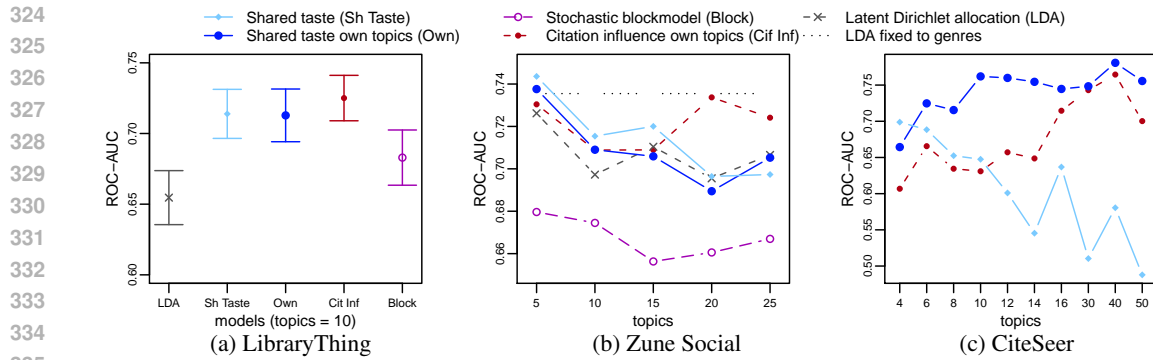 324
325
326
327
328
329
330
331
332
333
334
Shared taste (Sh Taste)
Shared taste own topics (Own)
Stochastic blockmodel (Block)
Citation influence own topics (Cif Inf)
Latent Dirichlet allocation (LDA)
LDA fixed to genres
ROC−AUC
0.75
0.70
0.65
0.60
LDA Sh Taste Own Cit Inf Block
models (topics = 10)
(a) LibraryThing
ROC−AUC
0.74
0.72
0.70
0.68
0.66
5 10 15 20 25
topics
(b) Zune Social
ROC−AUC
0.75
0.70
0.65
0.60
0.55
0.50
4 6 8 10 12 14 16 30 40 50
topics
(c) CiteSeer